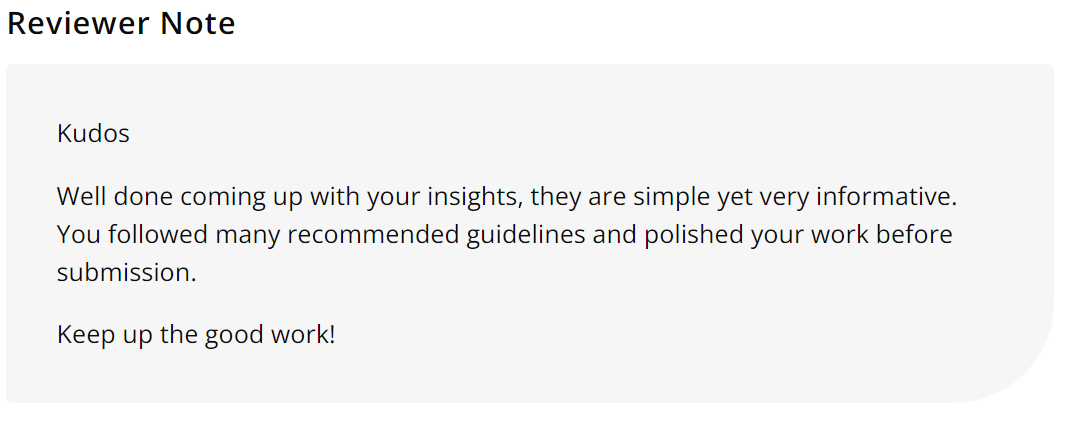 Reviewer Note
Kudos
Well done coming up with your insights, they are simple yet very informative.
You followed many recommended guidelines and polished your work before
submission.
Keep up the good work!